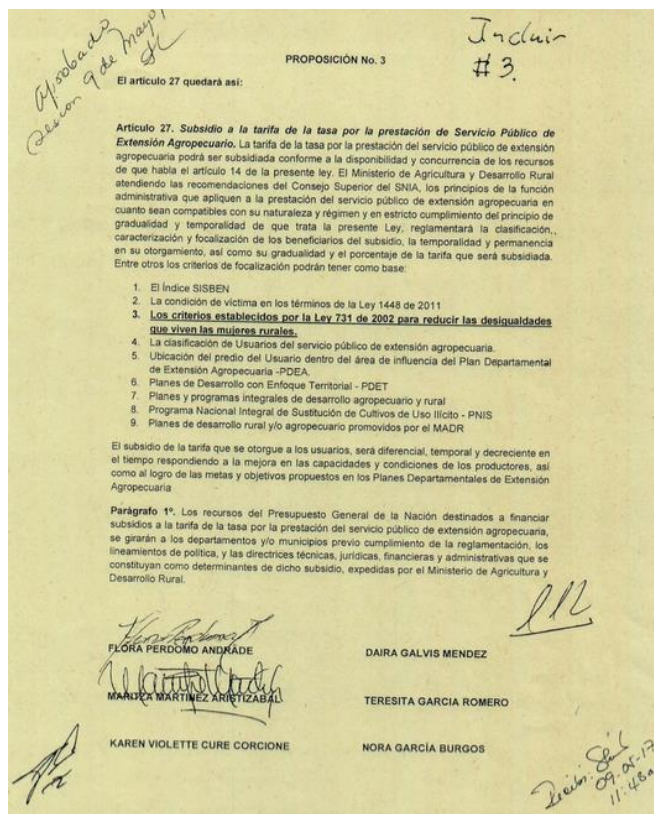 Aprobado
Sesion 9 de Mayo
Incluir
# 3.
PROPOSICIÓN No. 3
El articulo 27 quedará así:
Artículo 27. Subsidio a la tarifa de la tasa por la prestación de Servicio Público de
Extensión Agropecuario. La tarifa de la tasa por la prestación del servicio público de extensión
agropecuaria podrá ser subsidiada conforme a la disponibilidad y concurrencia de los recursos
de que habla el artículo 14 de la presente ley. El Ministerio de Agricultura y Desarrollo Rural
atendiendo las recomendaciones del Consejo Superior del SNIA, los principios de la función
administrativa que apliquen a la prestación del servicio público de extensión agropecuaria en
cuanto sean compatibles con su naturaleza y régimen y en estricto cumplimiento del principio de
gradualidad y temporalidad de que trata la presente Ley, reglamentará la clasificación,
caracterización y focalización de los beneficiarios del subsidio, la temporalidad y permanencia
en su otorgamiento, así como su gradualidad y el porcentaje de la tarifa que será subsidiada.
Entre otros los criterios de focalización podrán tener como base:
1. El Índice SISBEN
2. La condición de víctima en los términos de la Ley 1448 de 2011
3. Los criterios establecidos por la Ley 731 de 2002 para reducir las desigualdades
que viven las mujeres rurales.
4. La clasificación de Usuarios del servicio público de extensión agropecuaria.
5. Ubicación del predio del Usuario dentro del área de influencia del Plan Departamental
de Extensión Agropecuaria -PDEA.
6. Planes de Desarrollo con Enfoque Territorial - PDET
7. Planes y programas integrales de desarrollo agropecuario y rural
8. Programa Nacional Integral de Sustitución de Cultivos de Uso Ilícito - PNIS
9. Planes de desarrollo rural y/o agropecuario promovidos por el MADR
El subsidio de la tarifa que se otorgue a los usuarios, será diferencial, temporal y decreciente en
el tiempo respondiendo a la mejora en las capacidades y condiciones de los productores, así
como al logro de las metas y objetivos propuestos en los Planes Departamentales de Extensión
Agropecuaria
Parágrafo 1º. Los recursos del Presupuesto General de la Nación destinados a financiar
subsidios a la tarifa de la tasa por la prestación del servicio público de extensión agropecuaria,
se girarán a los departamentos y/o municipios previo cumplimiento de la reglamentación, los
lineamientos de política, y las directrices técnicas, jurídicas, financieras y administrativas que se
constituyan como determinantes de dicho subsidio, expedidas por el Ministerio de Agricultura y
Desarrollo Rural.
FLORA PERDOMO ANDRADE
DAIRA GALVIS MENDEZ
MARITZA MARTINEZ ARISTIZABAL
TERESITA GARCIA ROMERO
KAREN VIOLETTE CURE CORCIONE
NORA GARCÍA BURGOS
09-05-17